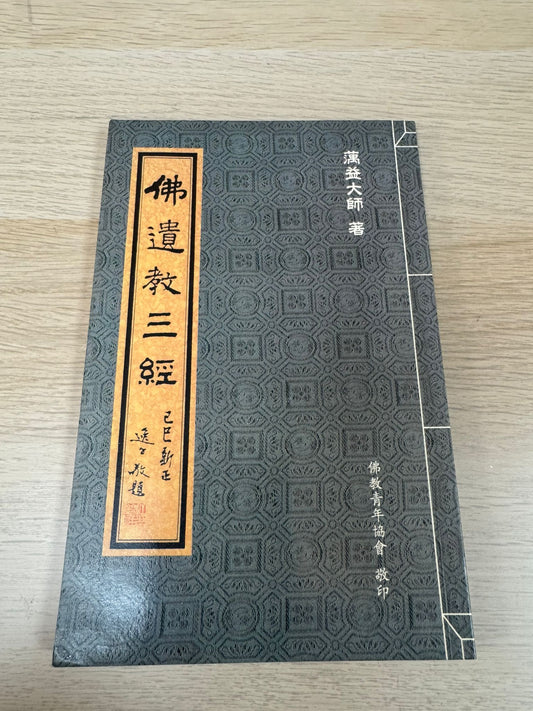 蕅益大師 著
佛教青年協會 敬印
佛遺教三經
己巳新正
敬題